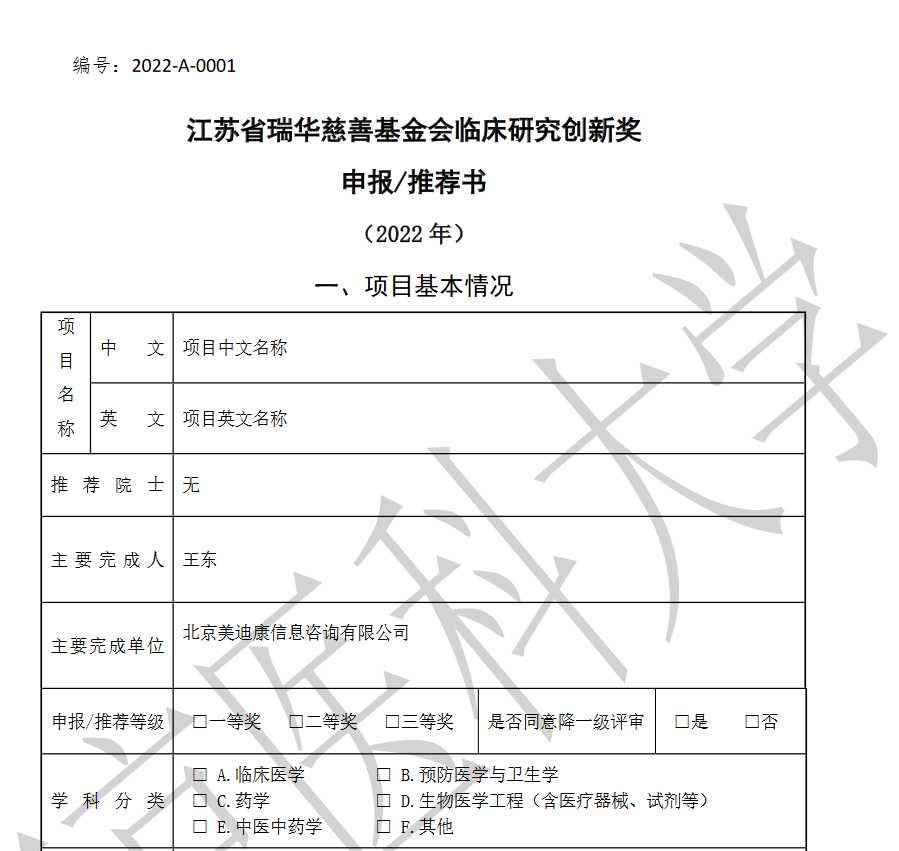 编号：2022-A-0001
江苏省瑞华慈善基金会临床研究创新奖
申报/推荐书
（2022 年）
一、项目基本情况
项目名称
中 文 项目中文名称
英 文 项目英文名称
推 荐 院 士 无
主 要 完 成 人 王东
主要完成单位 北京美迪康信息咨询有限公司
申报/推荐等级 □一等奖 □二等奖 □三等奖 是否同意降一级评审 □是 □否
学 科 分 类
□ A.临床医学 □ B.预防医学与卫生学
□ C.药学 □ D.生物医学工程（含医疗器械、试剂等）
□ E.中医中药学 □ F.其他
医科大学